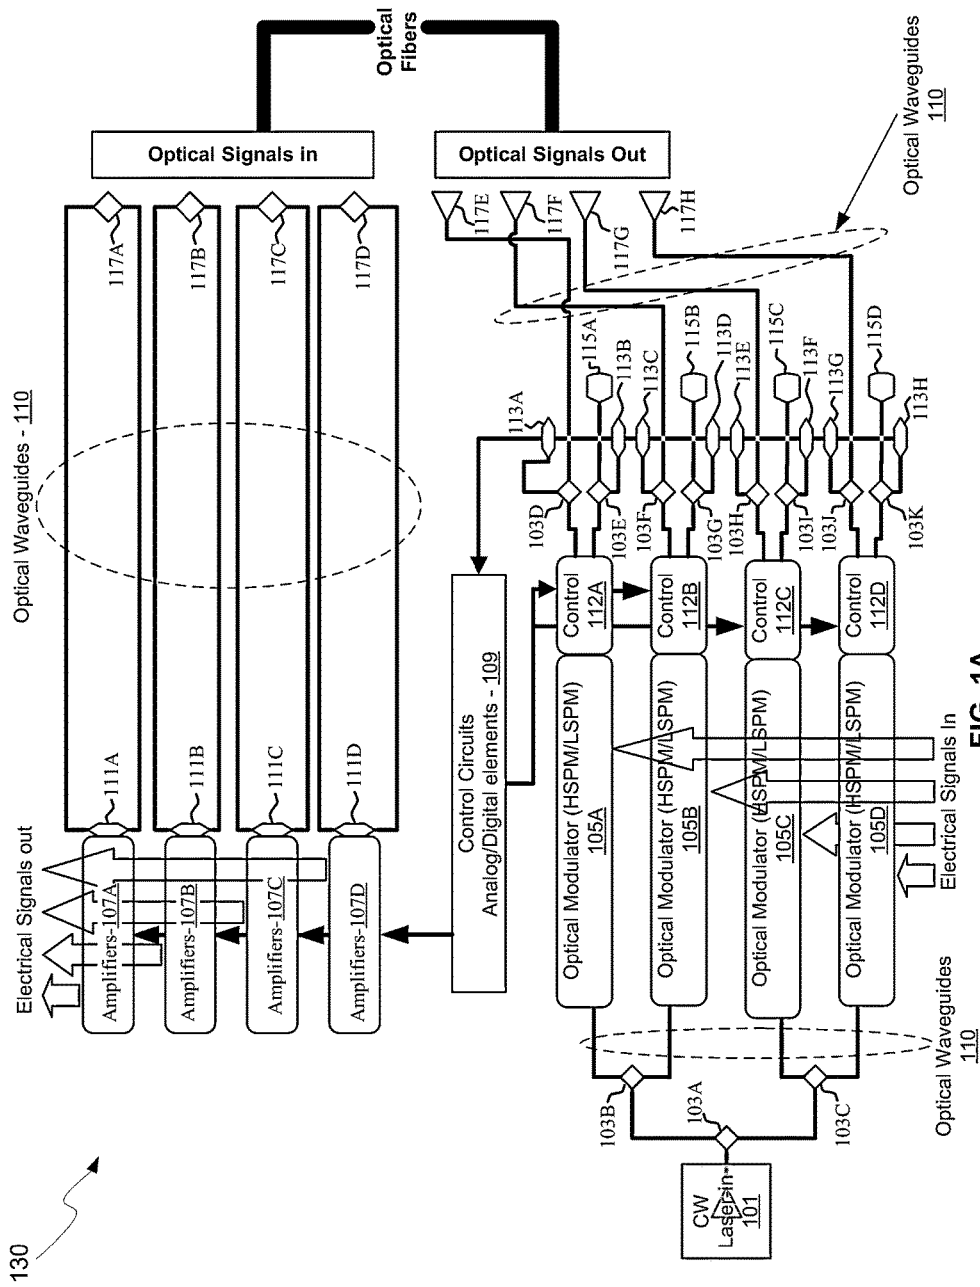 130
Electrical Signals out
Optical Waveguides - 110
Optical Signals in
Optical
Fibers
Amplifiers-107A
Amplifiers-107B
Amplifiers-107C
Amplifiers-107D
111A
111B
111C
111D
117A
117B
117C
117D
Control Circuits
Analog/Digital elements - 109
Optical Signals Out
117E
117F
117G
117H
Optical Waveguides
110
CW
Laser-in
101
103A
103B
103C
Optical Waveguides
110
Optical Modulator (HSPM/LSPM)
105A
Optical Modulator (HSPM/LSPM)
105B
Optical Modulator (HSPM/LSPM)
105C
Optical Modulator (HSPM/LSPM)
105D
Control
112A
Control
112B
Control
112C
Control
112D
103D
103E
103F
103G
103H
103I
103J
103K
113A
115A
113B
113C
115B
113D
113E
115C
113F
113G
115D
113H
Electrical Signals In
FIG. 1A